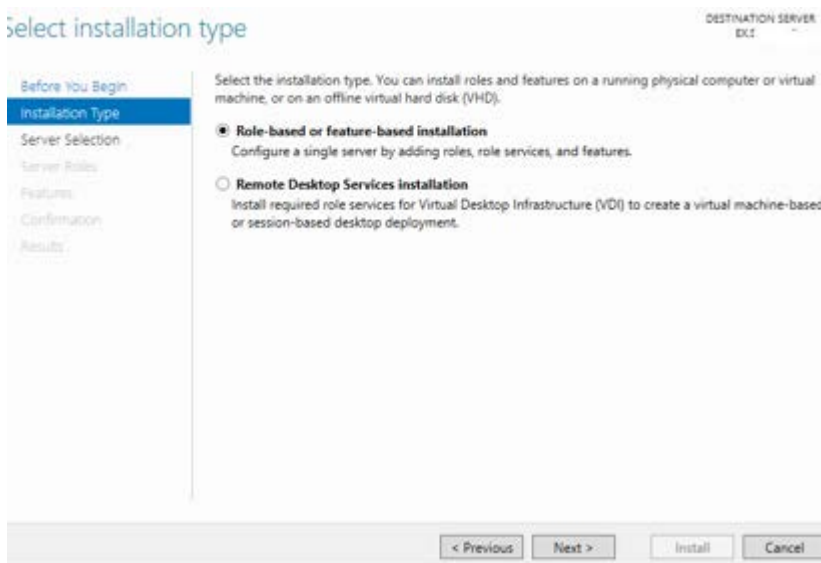 Select installation type
DESTINATION SERVER
Before You Begin
Installation Type
Server Selection
Server Roles
Features
Confirmation
Results
Select the installation type. You can install roles and features on a running physical computer or virtual
machine, or on an offline virtual hard disk (VHD).
Role-based or feature-based installation
Configure a single server by adding roles, role services, and features.
Remote Desktop Services installation
Install required role services for Virtual Desktop Infrastructure (VDI) to create a virtual machine-based
or session-based desktop deployment.
< Previous
Next >
Install
Cancel